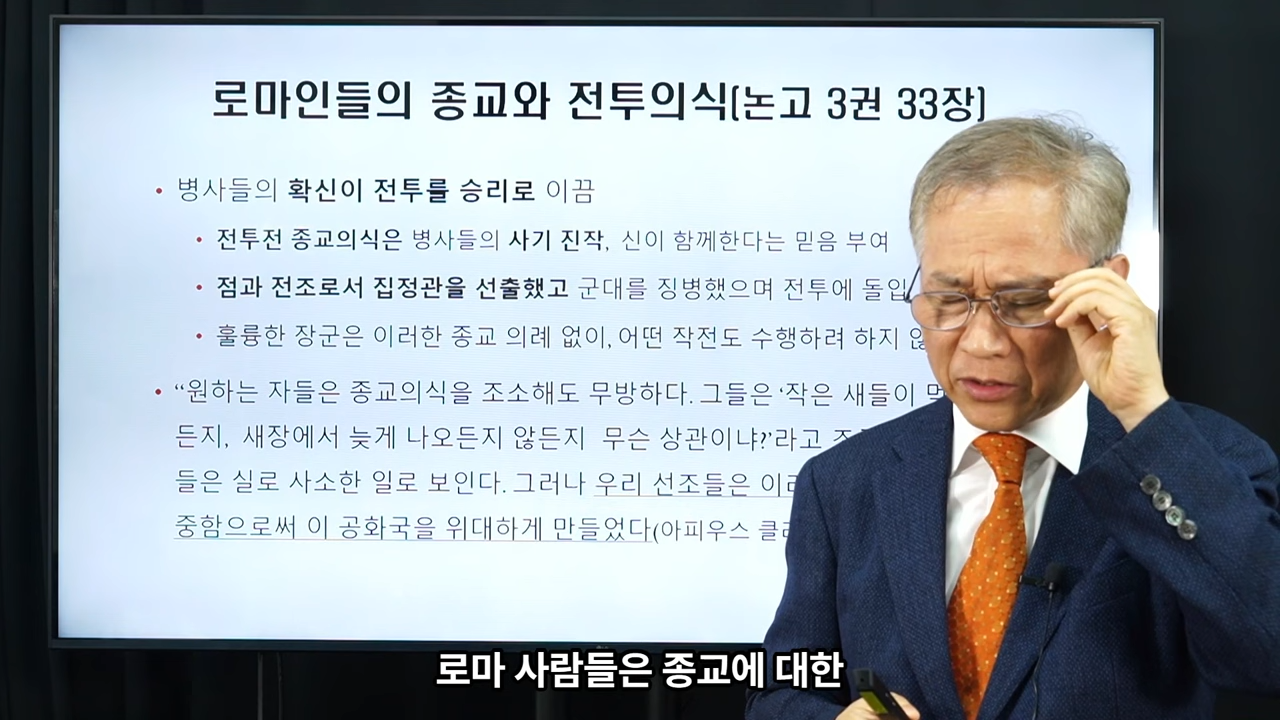 로마인들의 종교와 전투의식(논고 3권 33장)
• 병사들의 확신이 전투를 승리로 이끔
• 전투전 종교의식은 병사들의 사기 진작, 신이 함께한다는 믿음 부여
• 점과 전조로서 집정관을 선출했고 군대를 징병했으며 전투에 돌입
• 훌륭한 장군은 이러한 종교 의례 없이, 어떤 작전도 수행하려 하지
• “원하는 자들은 종교의식을 조소해도 무방하다. 그들은 ‘작은 새들이
든지, 새장에서 늦게 나오든지 않든지 무슨 상관이냐?’라고
들은 실로 사소한 일로 보인다. 그러나 우리 선조들은
중함으로써 이 공화국을 위대하게 만들었다(아피우스
로마 사람들은 종교에 대한